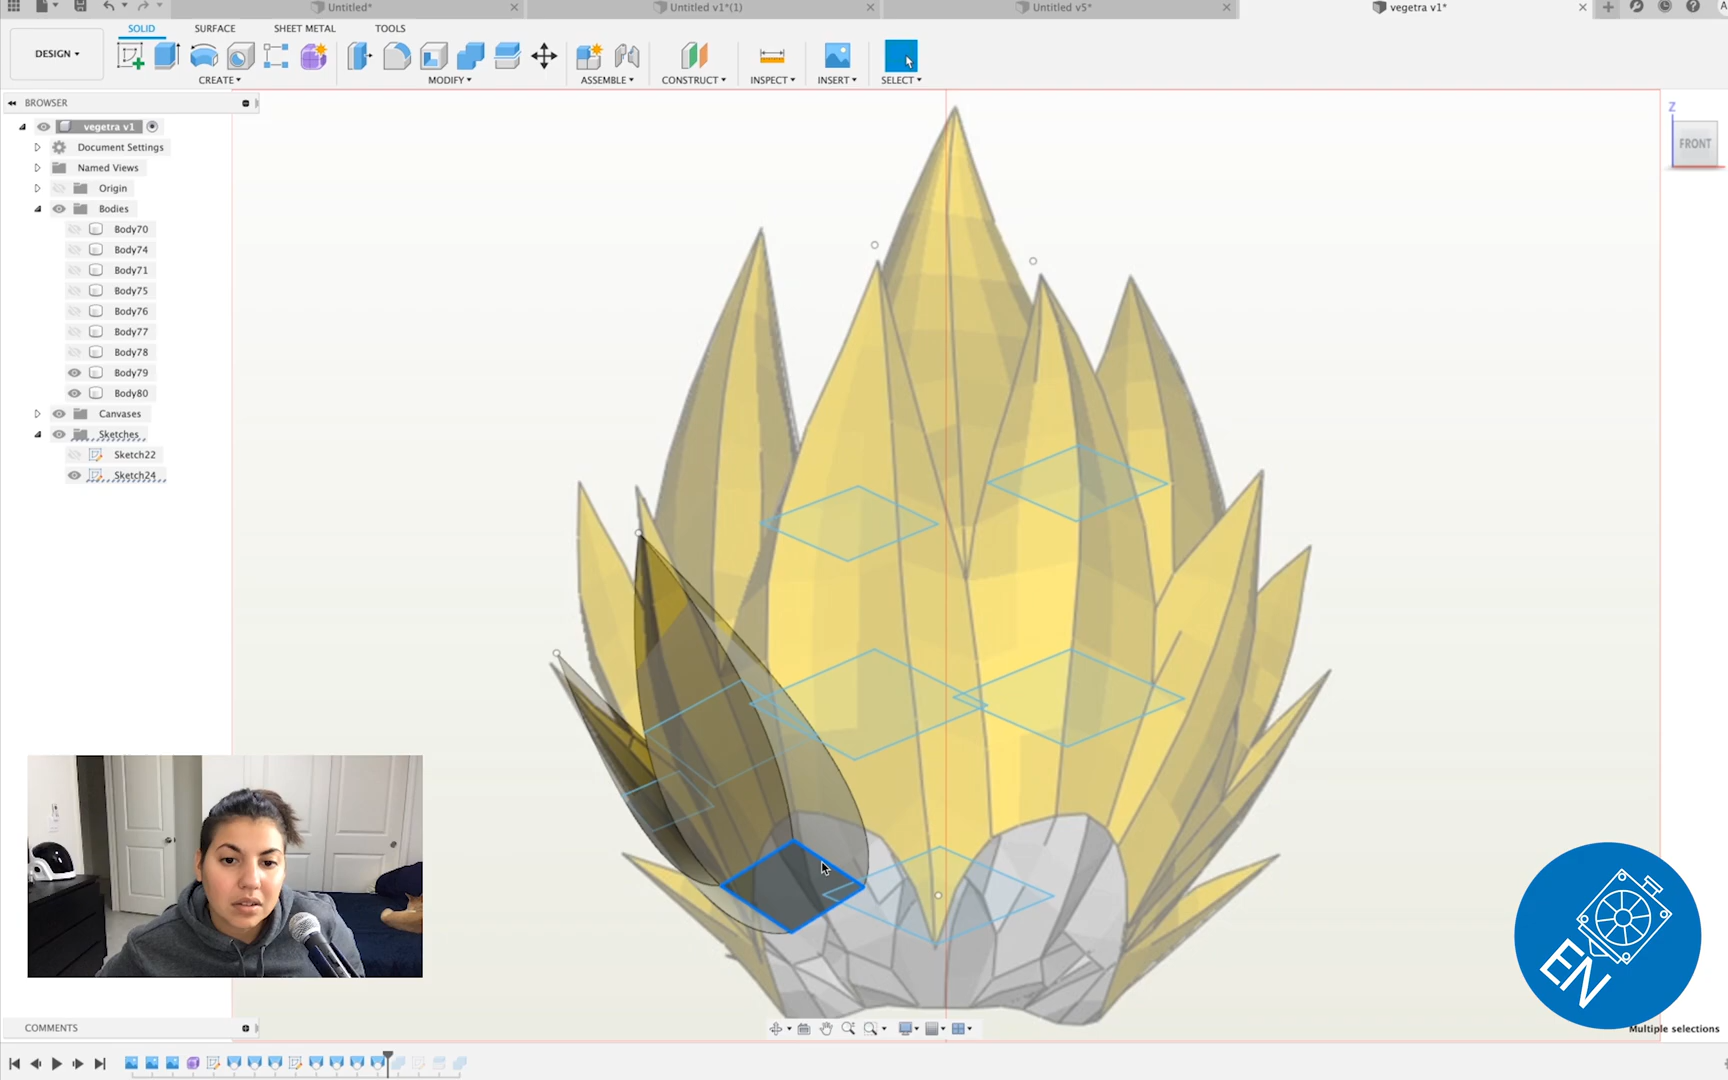 Untitled*
Untitled v1*(1)
Untitled v5*
vegetra v1*
SOLID
SURFACE
SHEET METAL
TOOLS
DESIGN
CREATE
MODIFY
ASSEMBLE
CONSTRUCT
INSPECT
INSERT
SELECT
BROWSER
vegetra v1
Document Settings
Named Views
Origin
Bodies
Body70
Body74
Body71
Body75
Body76
Body77
Body78
Body79
Body80
Canvases
Sketches
Sketch22
Sketch24
Z
FRONT
EN
Multiple selections
COMMENTS